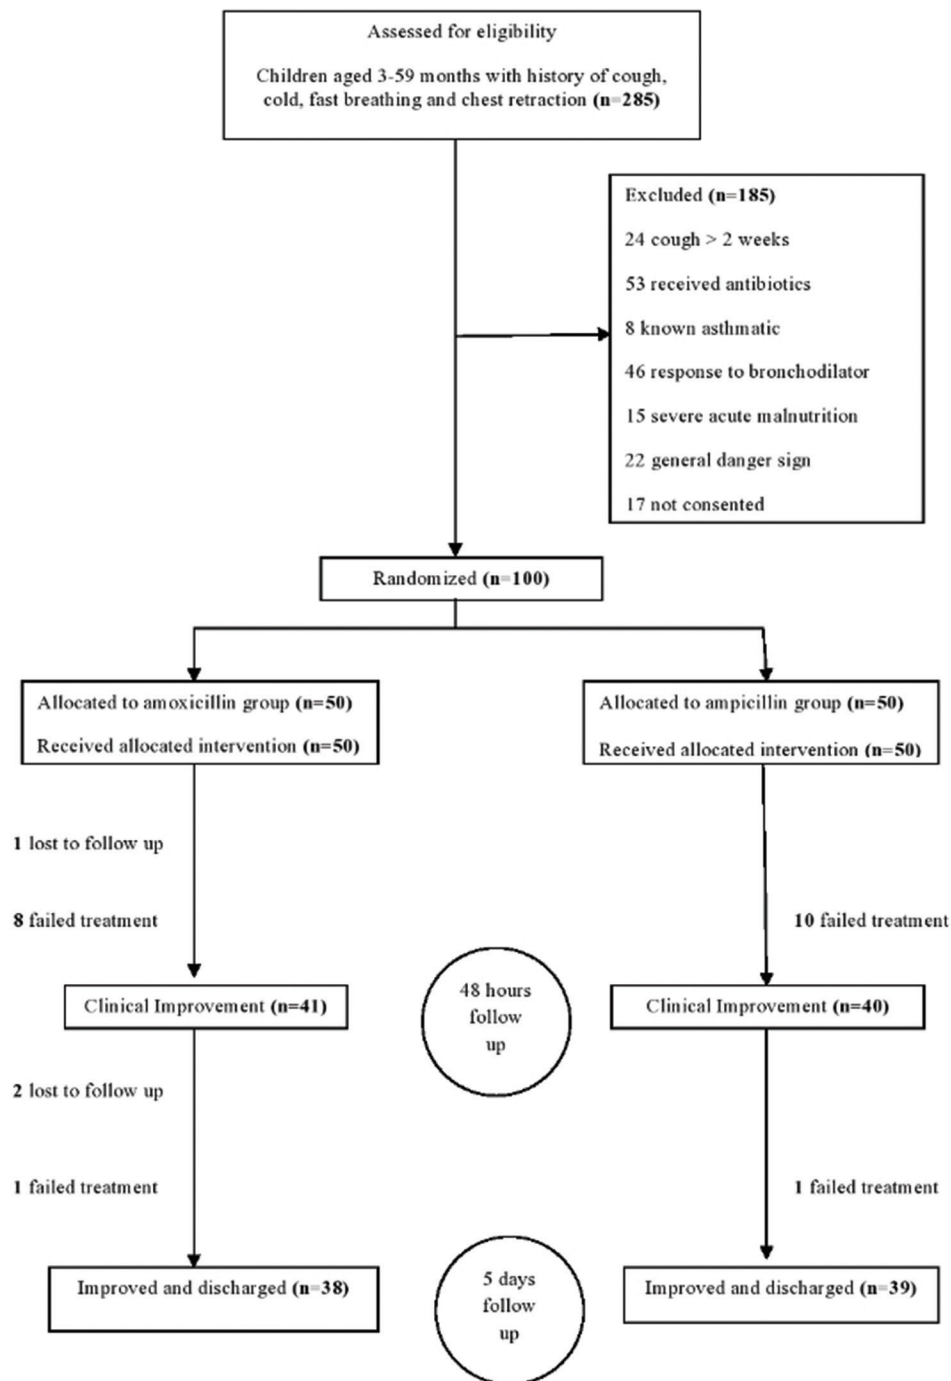 Assessed for eligibility
Children aged 3-59 months with history of cough,
cold, fast breathing and chest retraction (n=285)
Excluded (n=185)
24 cough > 2 weeks
53 received antibiotics
8 known asthmatic
46 response to bronchodilator
15 severe acute malnutrition
22 general danger sign
17 not consented
Randomized (n=100)
Allocated to amoxicillin group (n=50)
Received allocated intervention (n=50)
Allocated to ampicillin group (n=50)
Received allocated intervention (n=50)
1 lost to follow up
8 failed treatment
10 failed treatment
Clinical Improvement (n=41)
48 hours
follow
up
Clinical Improvement (n=40)
2 lost to follow up
1 failed treatment
1 failed treatment
Improved and discharged (n=38)
5 days
follow
up
Improved and discharged (n=39)